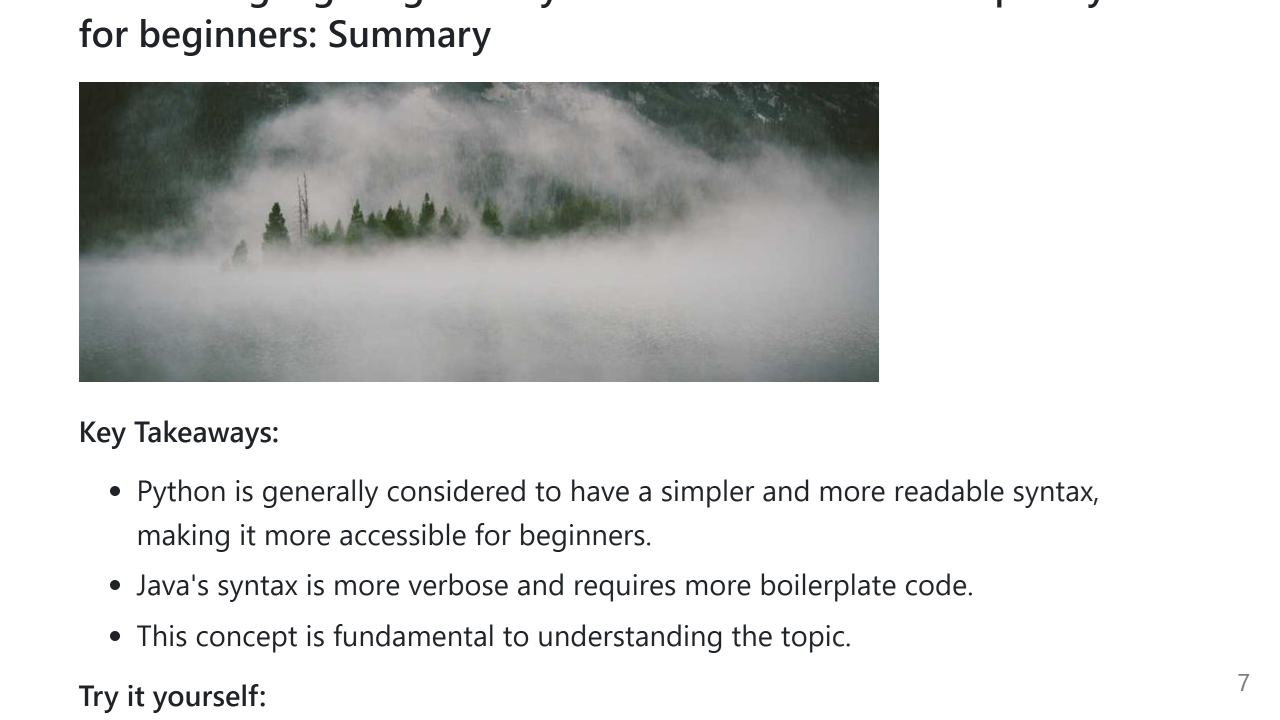 for beginners: Summary
Key Takeaways:
• Python is generally considered to have a simpler and more readable syntax,
making it more accessible for beginners.
• Java's syntax is more verbose and requires more boilerplate code.
• This concept is fundamental to understanding the topic.
Try it yourself:
7